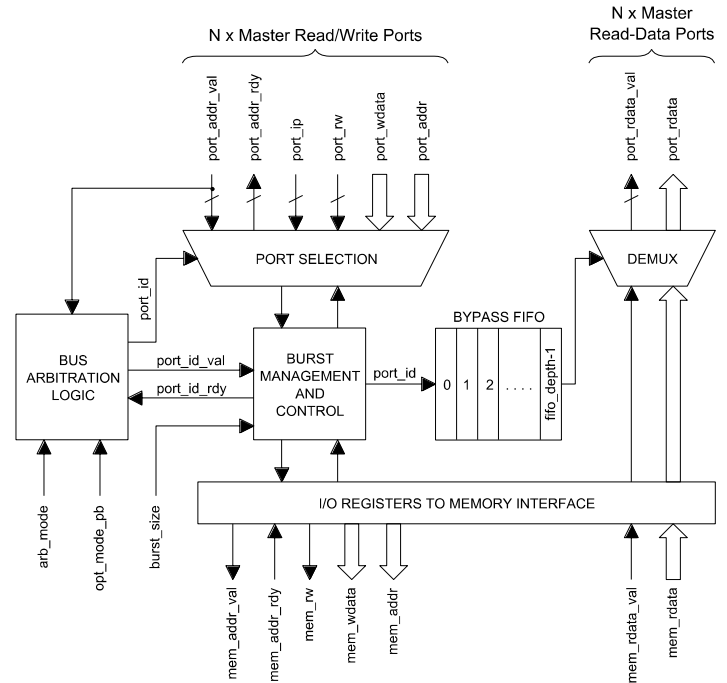 N x Master Read/Write Ports
N x Master
Read-Data Ports
port_addr_val
port_addr_rdy
port_ip
port_rw
port_wdata
port_addr
port_rdata_val
port_rdata
PORT SELECTION
DEMUX
port_id
BYPASS FIFO
BUS
ARBITRATION
LOGIC
port_id_val
port_id_rdy
BURST
MANAGEMENT
AND
CONTROL
port_id
0 1 2 . . . . fifo_depth-1
I/O REGISTERS TO MEMORY INTERFACE
arb_mode
opt_mode_pb
burst_size
mem_addr_val
mem_addr_rdy
mem_rw
mem_wdata
mem_addr
mem_rdata_val
mem_rdata